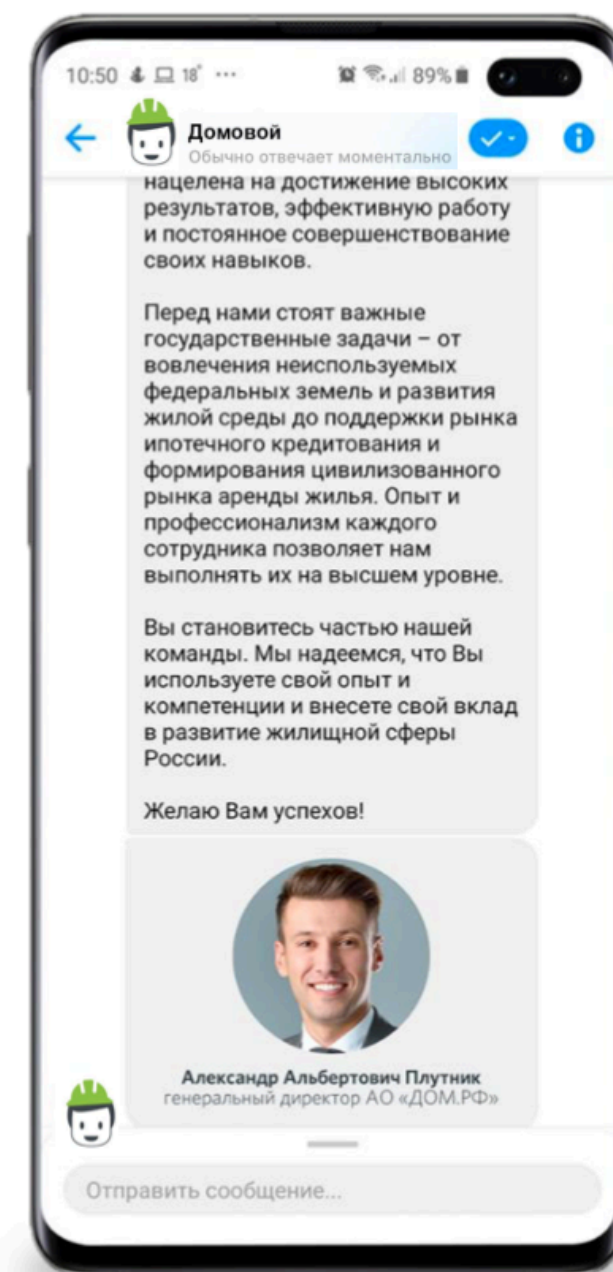 10:50 18° ... 89%
Домовой
Обычно отвечает моментально
нацелена на достижение высоких
результатов, эффективную работу
и постоянное совершенствование
своих навыков.
Перед нами стоят важные
государственные задачи – от
вовлечения неиспользуемых
федеральных земель и развития
жилой среды до поддержки рынка
ипотечного кредитования и
формирования цивилизованного
рынка аренды жилья. Опыт и
профессионализм каждого
сотрудника позволяет нам
выполнять их на высшем уровне.
Вы становитесь частью нашей
команды. Мы надеемся, что Вы
используете свой опыт и
компетенции и внесете свой вклад
в развитие жилищной сферы
России.
Желаю Вам успехов!
Александр Альбертович Плутник
генеральный директор АО «ДОМ.РФ»
Отправить сообщение...